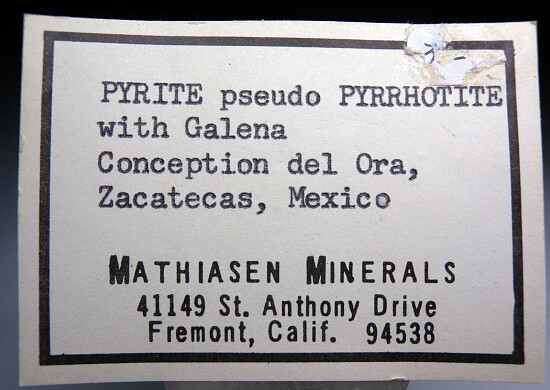 PYRITE pseudo PYRRHOTITE
with Galena
Conception del Ora,
Zacatecas, Mexico
MATHIASEN MINERALS
41149 St. Anthony Drive
Fremont, Calif. 94538